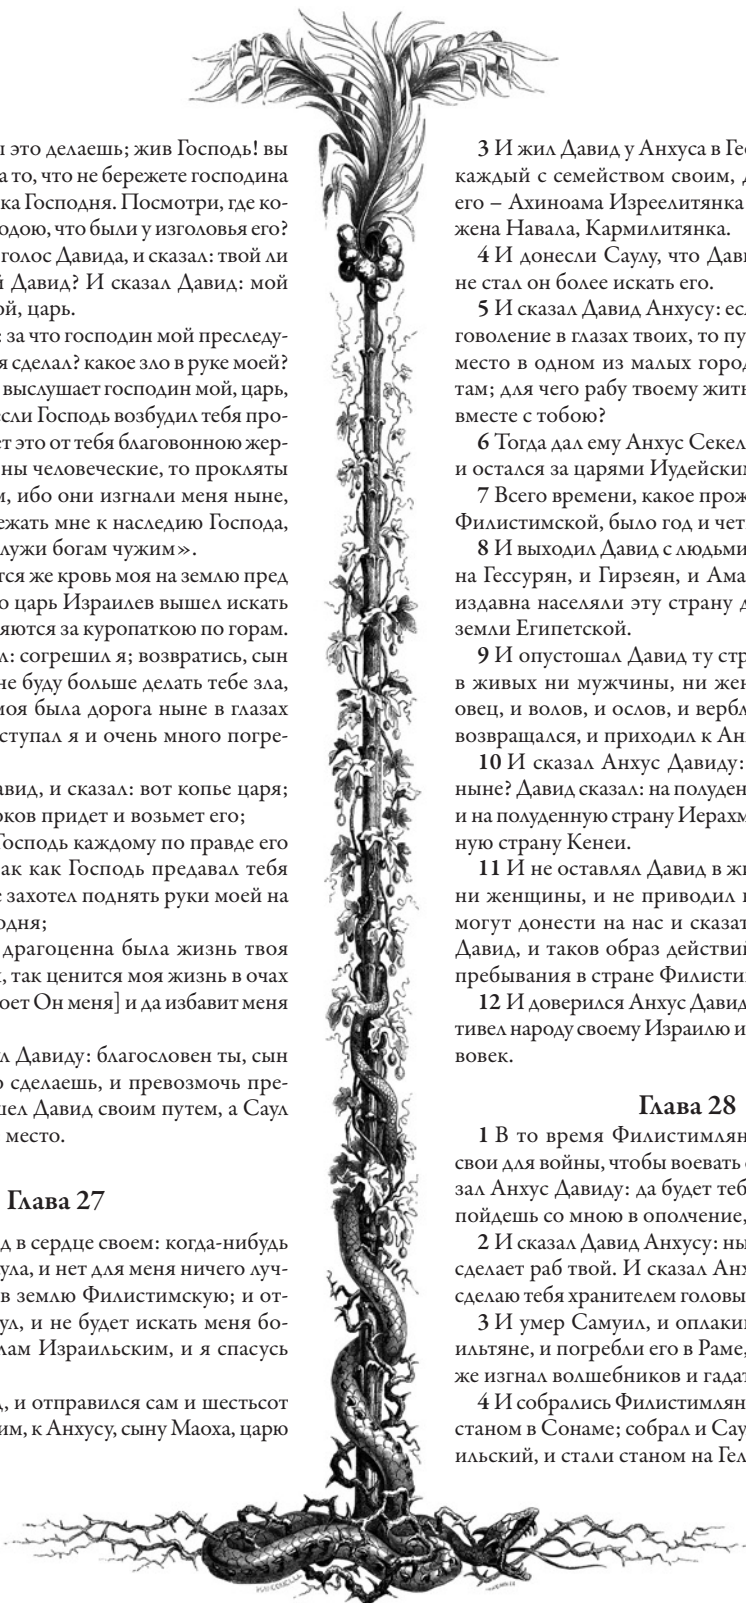 ы это делаешь; жив Господь! вы
а то, что не бережете господина
ка Господня. Посмотри, где ко-
одою, что были у изголовья его?
голос Давида, и сказал: твой ли
й Давид? И сказал Давид: мой
ой, царь.
: за что господин мой преследу-
я сделал? какое зло в руке моей?
выслушает господин мой, царь,
если Господь возбудил тебя про-
ет это от тебя благовонною жер-
ны человеческие, то прокляты
м, ибо они изгнали меня ныне,
ежать мне к наследию Господа,
лужи богам чужим».
тся же кровь моя на землю пред
о царь Израилев вышел искать
яются за куропаткою по горам.
л: согрешил я; возвратись, сын
не буду больше делать тебе зла,
моя была дорога ныне в глазах
ступал я и очень много погре-
авид, и сказал: вот копье царя;
оков придет и возьмет его;
Господь каждому по правде его
ак как Господь предавал тебя
е захотел поднять руки моей на
одня;
драгоценна была жизнь твоя
, так ценится моя жизнь в очах
оет Он меня] и да избавит меня
л Давиду: благословен ты, сын
о сделаешь, и превозмочь пре-
шел Давид своим путем, а Саул
место.
Глава 27
д в сердце своем: когда-нибудь
ула, и нет для меня ничего луч-
в землю Филистимскую; и от-
ул, и не будет искать меня бо-
лам Израильским, и я спасусь
д, и отправился сам и шестьсот
им, к Анхусу, сыну Маоха, царю
3 И жил Давид у Анхуса в Геф
каждый с семейством своим, Д
его – Ахиноама Изреелитянка
жена Навала, Кармилитянка.
4 И донесли Саулу, что Дави
не стал он более искать его.
5 И сказал Давид Анхусу: есл
говоление в глазах твоих, то пу
место в одном из малых город
там; для чего рабу твоему жить
вместе с тобою?
6 Тогда дал ему Анхус Секел
и остался за царями Иудейским
7 Всего времени, какое прож
Филистимской, было год и чет
8 И выходил Давид с людьми
на Гессурян, и Гирзеян, и Ама
издавна населяли эту страну д
земли Египетской.
9 И опустошал Давид ту стр
в живых ни мужчины, ни жен
овец, и волов, и ослов, и вербл
возвращался, и приходил к Ан
10 И сказал Анхус Давиду:
ныне? Давид сказал: на полуден
и на полуденную страну Иерахм
ную страну Кенеи.
11 И не оставлял Давид в жи
ни женщины, и не приводил в
могут донести на нас и сказат
Давид, и таков образ действий
пребывания в стране Филисти
12 И доверился Анхус Давид
тивел народу своему Израилю и
вовек.
Глава 28
1 В то время Филистимлян
свои для войны, чтобы воевать
зал Анхус Давиду: да будет теб
пойдешь со мною в ополчение,
2 И сказал Давид Анхусу: ны
сделает раб твой. И сказал Анх
сделаю тебя хранителем головы
3 И умер Самуил, и оплаки
ильтяне, и погребли его в Раме,
же изгнал волшебников и гадат
4 И собрались Филистимлян
станом в Сонаме; собрал и Сау
ильский, и стали станом на Гел